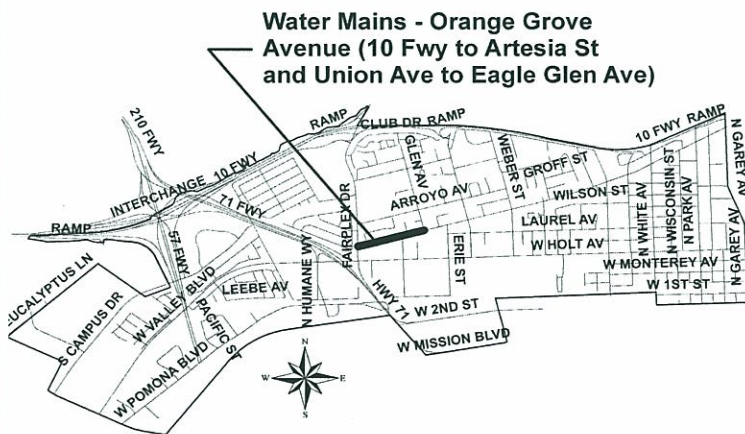 Water Mains - Orange Grove
Avenue (10 Fwy to Artesia St
and Union Ave to Eagle Glen Ave)
210 FWY
RAMP
CLUB DR
RAMP
10 FWY
RAMP
N GAREY AV
INTERCHANGE
10 FWY
GLEN AV
WEBER ST
GROFF ST
WILSON ST
ARROYO AV
71 FWY
FAIRPLEX DR
LAUREL AV
N WHITE AV
N WISCONSIN ST
N PARK AV
RAMP
57 FWY
W HOLT AV
ERIE ST
W MONTEREY AV
N GAREY AV
EUCALYPTUS LN
S CAMPUS DR
W VALLEY BLVD
LEEBE AV
N HUMANE WY
HWY 71
W 1ST ST
W 2ND ST
PACIFIC ST
W MISSION BLVD
W POMONA BLVD
N
W
E
S